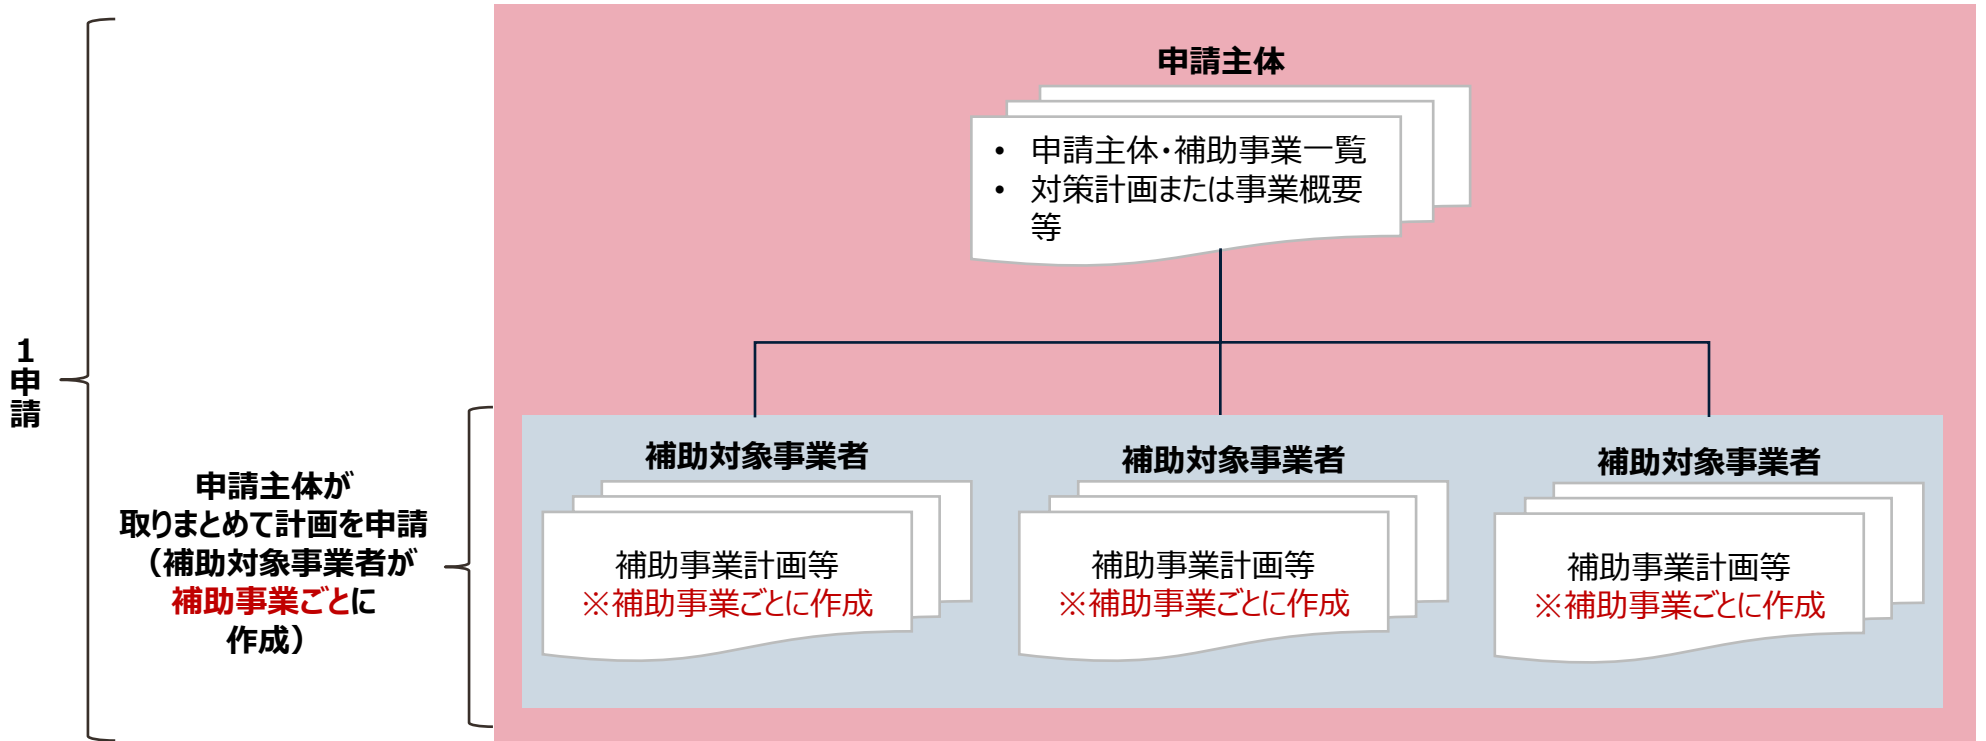 申請主体
• 申請主体・補助事業一覧
• 対策計画または事業概要
等
1
申
請
申請主体が
取りまとめて計画を申請
（補助対象事業者が
補助事業ごとに
作成）
補助対象事業者
補助事業計画等
※補助事業ごとに作成
補助対象事業者
補助事業計画等
※補助事業ごとに作成
補助対象事業者
補助事業計画等
※補助事業ごとに作成